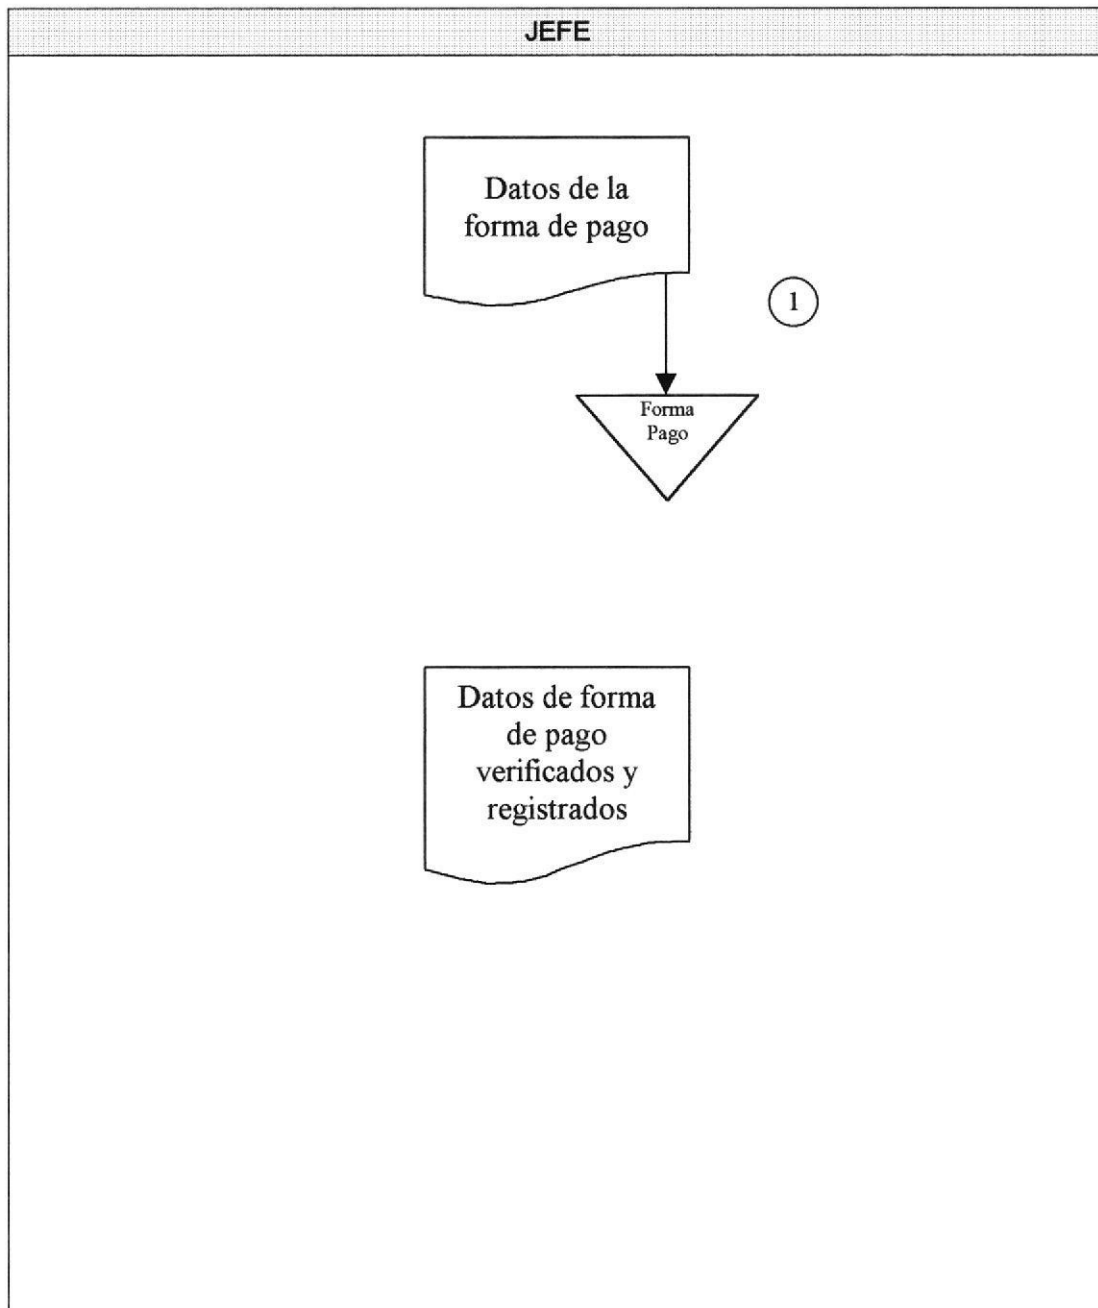 JEFE
Datos de la
forma de pago
1
Forma
Pago
Datos de forma
de pago
verificados y
registrados